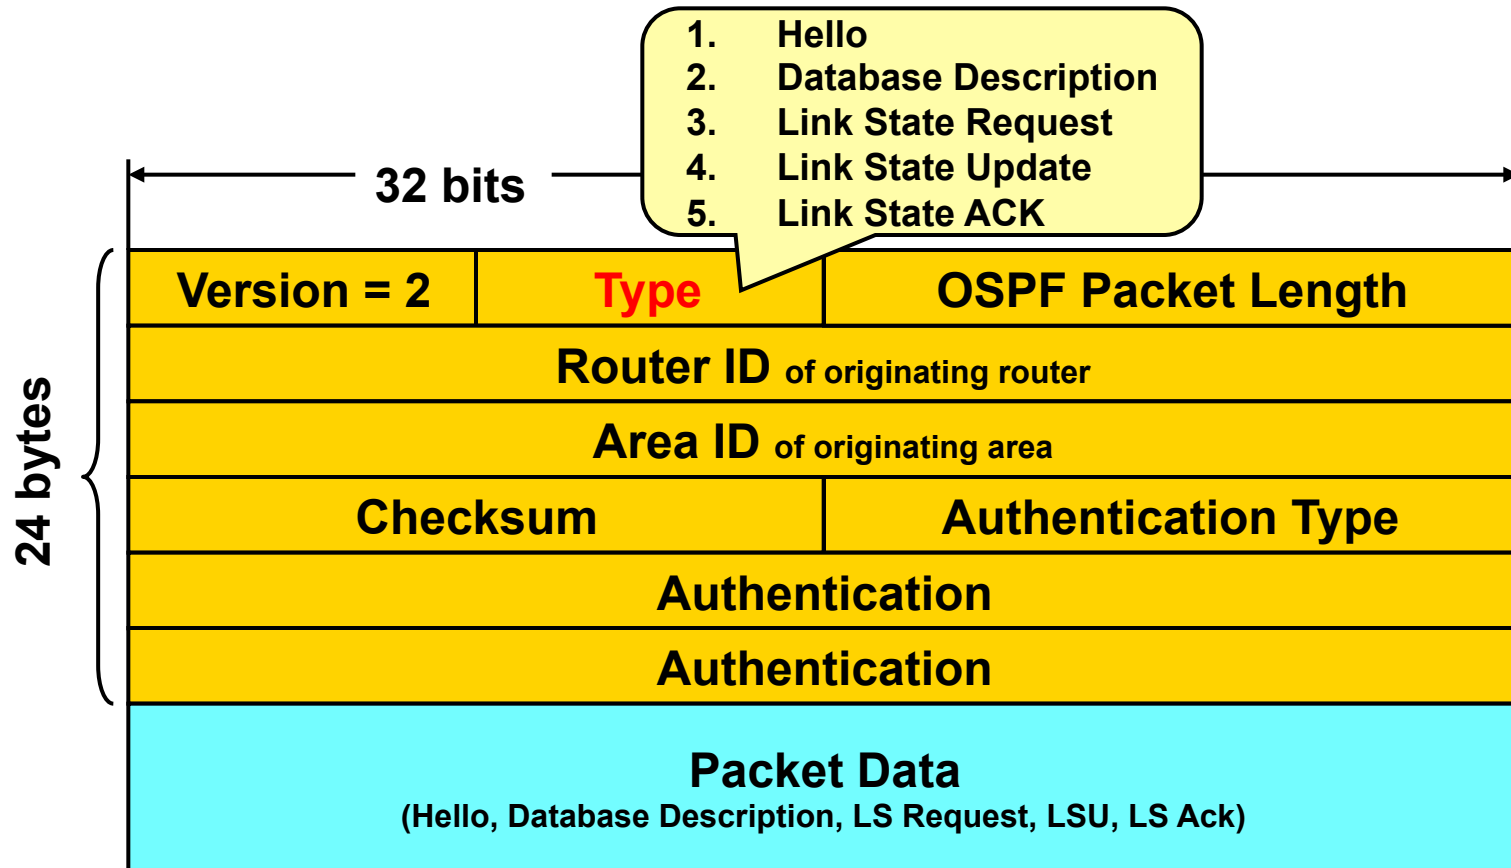 1. Hello
2. Database Description
3. Link State Request
4. Link State Update
5. Link State ACK
32 bits
24 bytes
Version = 2 Type OSPF Packet Length
Router ID of originating router
Area ID of originating area
Checksum Authentication Type
Authentication
Authentication
Packet Data
(Hello, Database Description, LS Request, LSU, LS Ack)